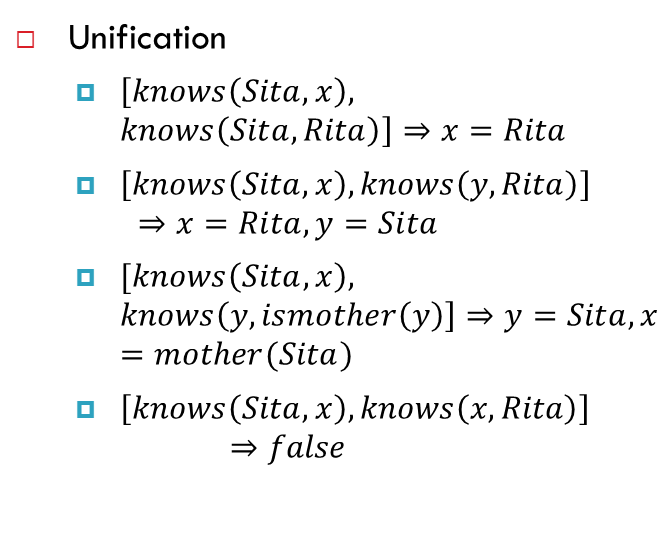 Unification
[knows(Sita, x),
knows(Sita, Rita)] ⇒ x = Rita
[knows(Sita, x), knows(y, Rita)]
⇒ x = Rita, y = Sita
[knows(Sita, x),
knows(y, ismother(y)] ⇒ y = Sita, x
= mother(Sita)
[knows(Sita, x), knows(x, Rita)]
⇒ false